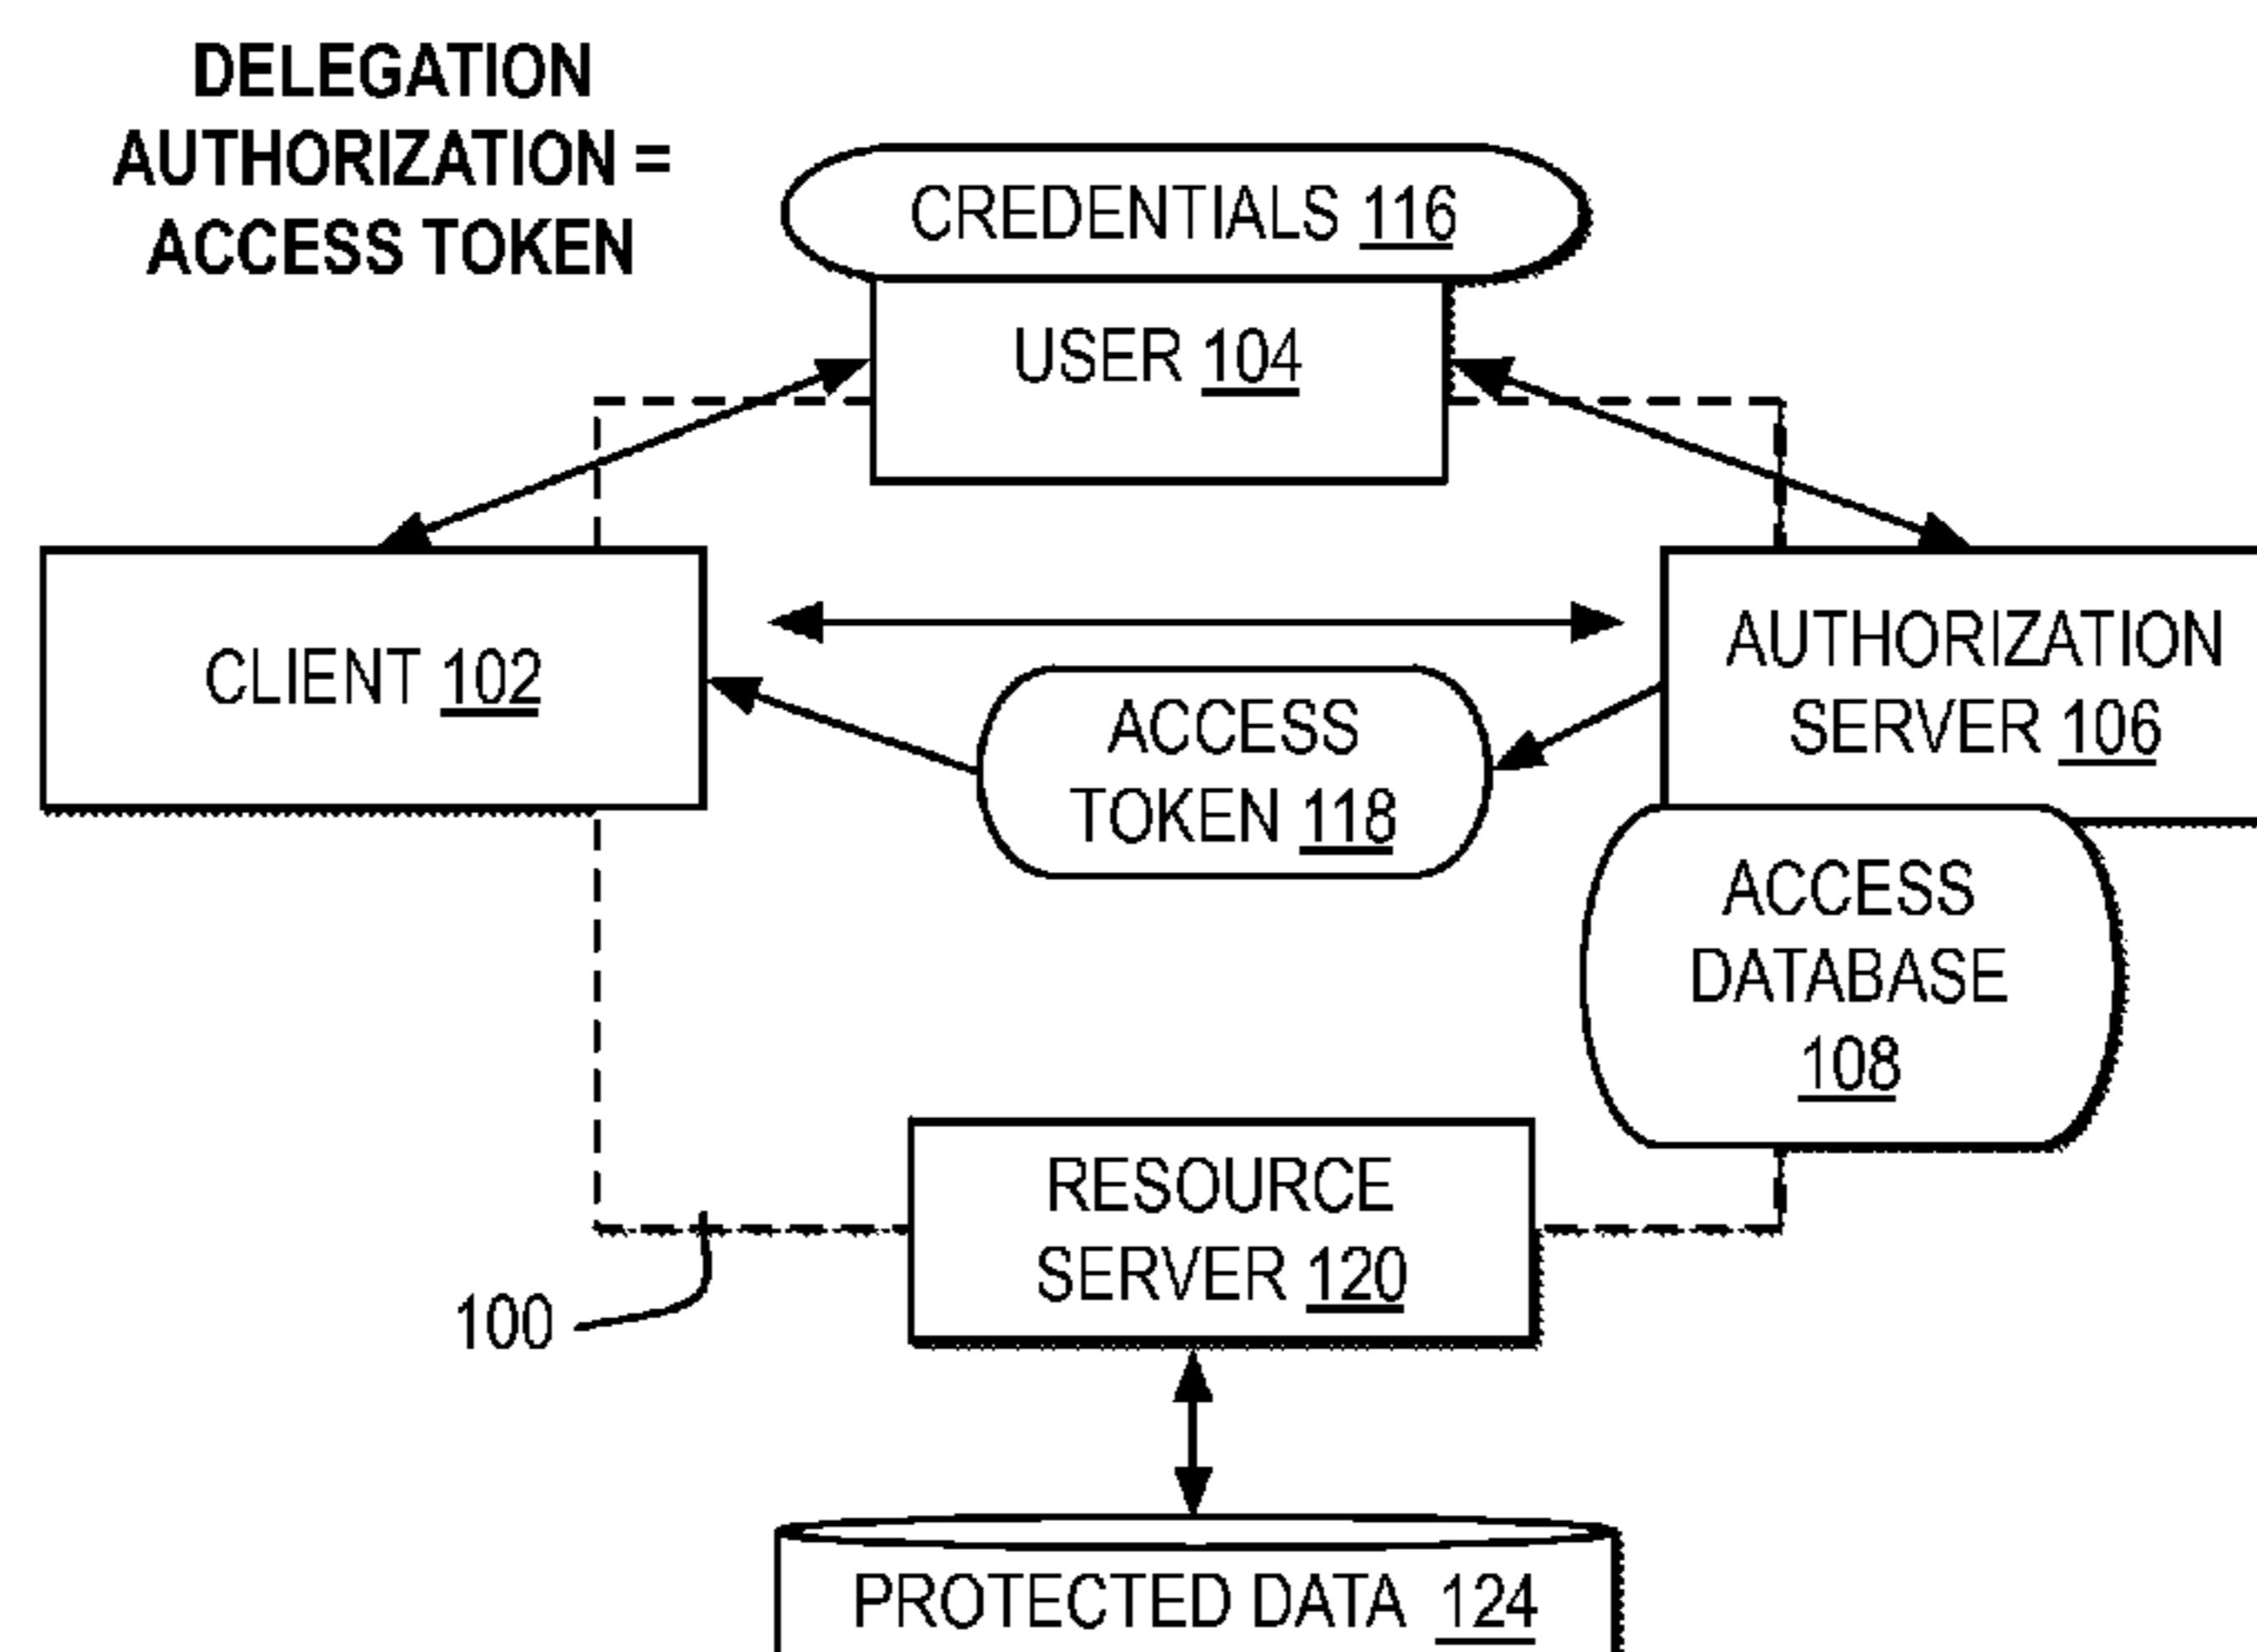 DELEGATION
AUTHORIZATION =
ACCESS TOKEN
CREDENTIALS 116
USER 104
CLIENT 102
AUTHORIZATION
SERVER 106
ACCESS
TOKEN 118
ACCESS
DATABASE
108
RESOURCE
SERVER 120
100
PROTECTED DATA 124